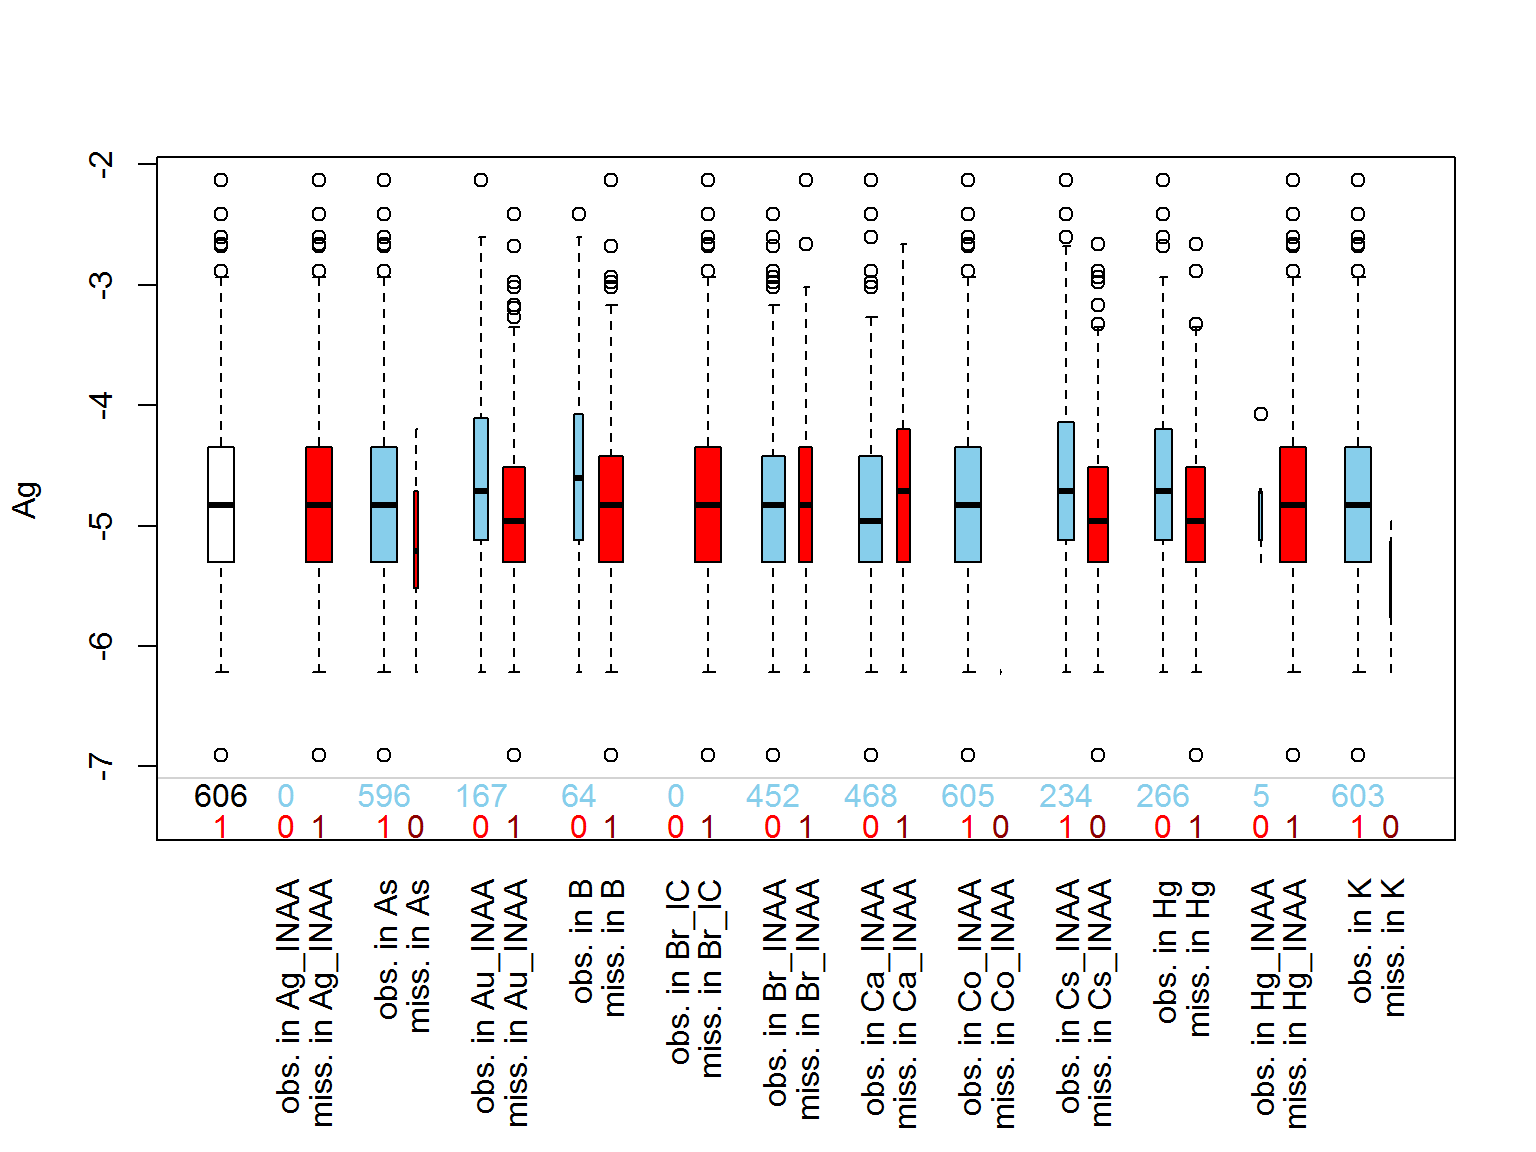 -2
-3
-4
-5
-6
-7
Ag
606 0 596 167 64 0 452 468 605 234 266 5 603
1 0 1 1 0 0 1 0 1 0 1 0 1 0 1 1 0 1 0 0 1 0 1 1 0
obs. in Ag_INAA
miss. in Ag_INAA
obs. in As
miss. in As
obs. in Au_INAA
miss. in Au_INAA
obs. in B
miss. in B
obs. in Br_IC
miss. in Br_IC
obs. in Br_INAA
miss. in Br_INAA
obs. in Ca_INAA
miss. in Ca_INAA
obs. in Co_INAA
miss. in Co_INAA
obs. in Cs_INAA
miss. in Cs_INAA
obs. in Hg
miss. in Hg
obs. in Hg_INAA
miss. in Hg_INAA
obs. in K
miss. in K